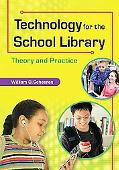 Technology for the
School Library
Theory and Practice
William O. Scheeren